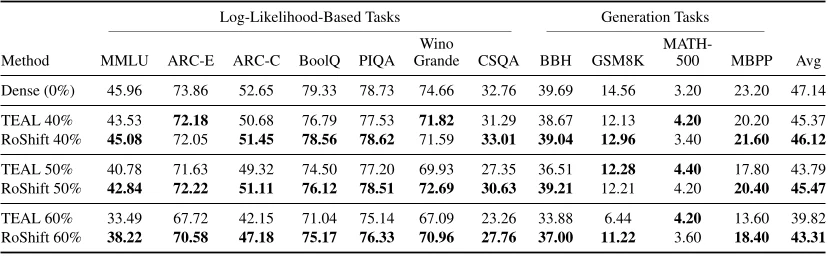 Log-Likelihood-Based Tasks Generation Tasks
Method MMLU ARC-E ARC-C BoolQ PIQA Wino Grande CSQA BBH GSM8K MATH-500 MBPP Avg
Dense (0%) 45.96 73.86 52.65 79.33 78.73 74.66 32.76 39.69 14.56 3.20 23.20 47.14
TEAL 40% 43.53 72.18 50.68 76.79 77.53 71.82 31.29 38.67 12.13 4.20 20.20 45.37
RoShift 40% 45.08 72.05 51.45 78.56 78.62 71.59 33.01 39.04 12.96 3.40 21.60 46.12
TEAL 50% 40.78 71.63 49.32 74.50 77.20 69.93 27.35 36.51 12.28 4.40 17.80 43.79
RoShift 50% 42.84 72.22 51.11 76.12 78.51 72.69 30.63 39.21 12.21 4.20 20.40 45.47
TEAL 60% 33.49 67.72 42.15 71.04 75.14 67.09 23.26 33.88 6.44 4.20 13.60 39.82
RoShift 60% 38.22 70.58 47.18 75.17 76.33 70.96 27.76 37.00 11.22 3.60 18.40 43.31